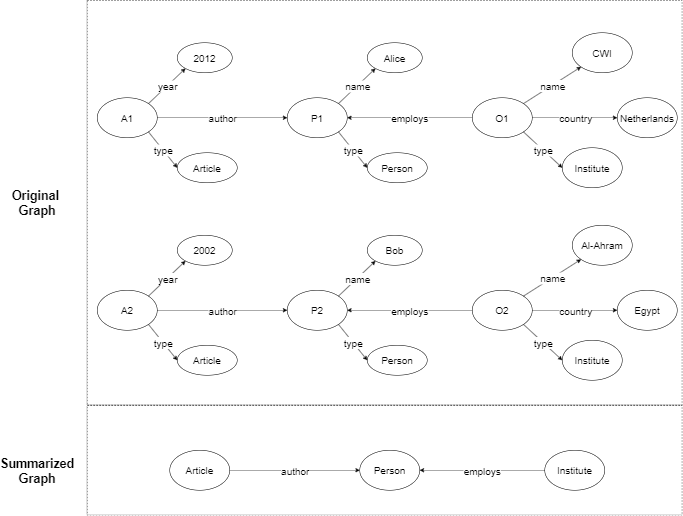 2012
Alice
CWI
year
name
name
A1
author
P1
employs
O1
country
Netherlands
type
type
type
Article
Person
Institute
Original
Graph
2002
Bob
Al-Ahram
year
name
name
A2
author
P2
employs
O2
country
Egypt
type
type
type
Article
Person
Institute
Summarized
Graph
Article
author
Person
employs
Institute